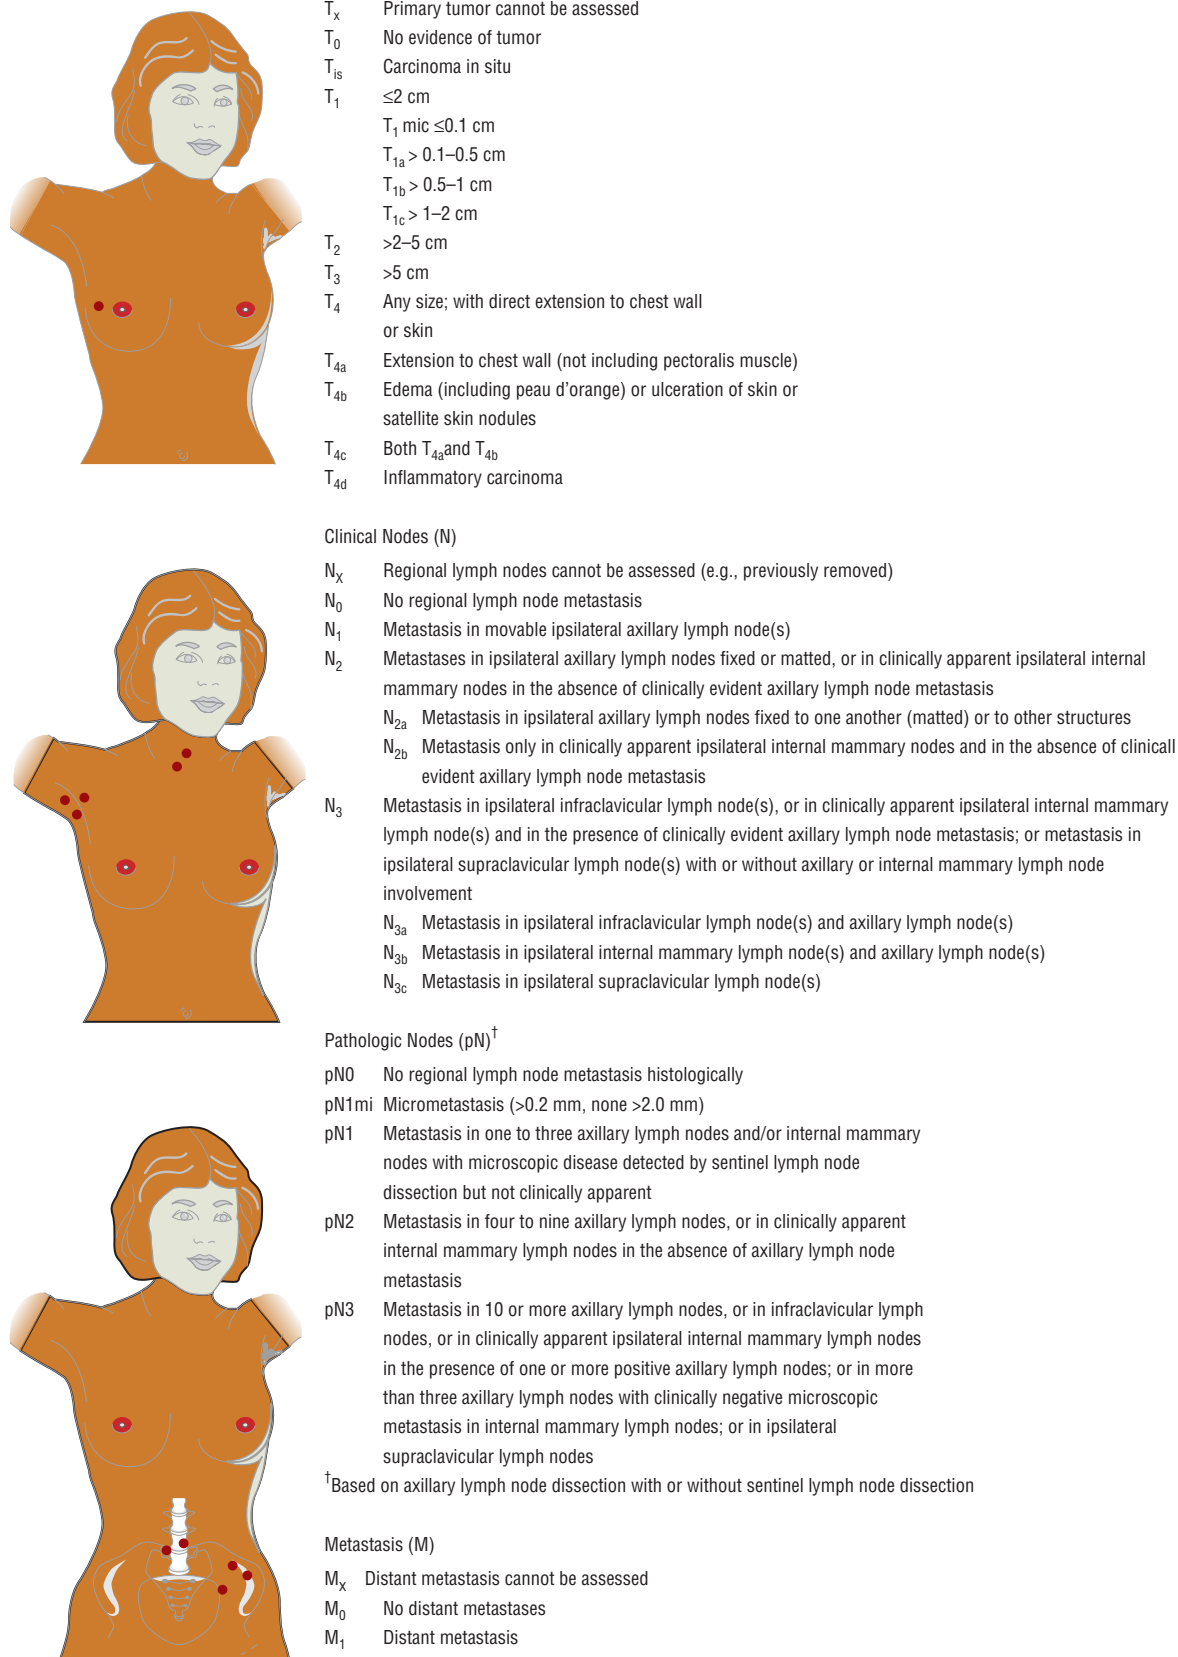 Tx Primary tumor cannot be assessed
T0 No evidence of tumor
Tis Carcinoma in situ
T1 ≤2 cm
T1 mic ≤0.1 cm
T1a > 0.1–0.5 cm
T1b > 0.5–1 cm
T1c > 1–2 cm
T2 >2–5 cm
T3 >5 cm
T4 Any size; with direct extension to chest wall
or skin
T4a Extension to chest wall (not including pectoralis muscle)
T4b Edema (including peau d’orange) or ulceration of skin or
satellite skin nodules
T4c Both T4aand T4b
T4d Inflammatory carcinoma
Clinical Nodes (N)
NX Regional lymph nodes cannot be assessed (e.g., previously removed)
N0 No regional lymph node metastasis
N1 Metastasis in movable ipsilateral axillary lymph node(s)
N2 Metastases in ipsilateral axillary lymph nodes fixed or matted, or in clinically apparent ipsilateral internal
mammary nodes in the absence of clinically evident axillary lymph node metastasis
N2a Metastasis in ipsilateral axillary lymph nodes fixed to one another (matted) or to other structures
N2b Metastasis only in clinically apparent ipsilateral internal mammary nodes and in the absence of clinicall
evident axillary lymph node metastasis
N3 Metastasis in ipsilateral infraclavicular lymph node(s), or in clinically apparent ipsilateral internal mammary
lymph node(s) and in the presence of clinically evident axillary lymph node metastasis; or metastasis in
ipsilateral supraclavicular lymph node(s) with or without axillary or internal mammary lymph node
involvement
N3a Metastasis in ipsilateral infraclavicular lymph node(s) and axillary lymph node(s)
N3b Metastasis in ipsilateral internal mammary lymph node(s) and axillary lymph node(s)
N3c Metastasis in ipsilateral supraclavicular lymph node(s)
Pathologic Nodes (pN)†
pN0 No regional lymph node metastasis histologically
pN1mi Micrometastasis (>0.2 mm, none >2.0 mm)
pN1 Metastasis in one to three axillary lymph nodes and/or internal mammary
nodes with microscopic disease detected by sentinel lymph node
dissection but not clinically apparent
pN2 Metastasis in four to nine axillary lymph nodes, or in clinically apparent
internal mammary lymph nodes in the absence of axillary lymph node
metastasis
pN3 Metastasis in 10 or more axillary lymph nodes, or in infraclavicular lymph
nodes, or in clinically apparent ipsilateral internal mammary lymph nodes
in the presence of one or more positive axillary lymph nodes; or in more
than three axillary lymph nodes with clinically negative microscopic
metastasis in internal mammary lymph nodes; or in ipsilateral
supraclavicular lymph nodes
†Based on axillary lymph node dissection with or without sentinel lymph node dissection
Metastasis (M)
MX Distant metastasis cannot be assessed
M0 No distant metastases
M1 Distant metastasis